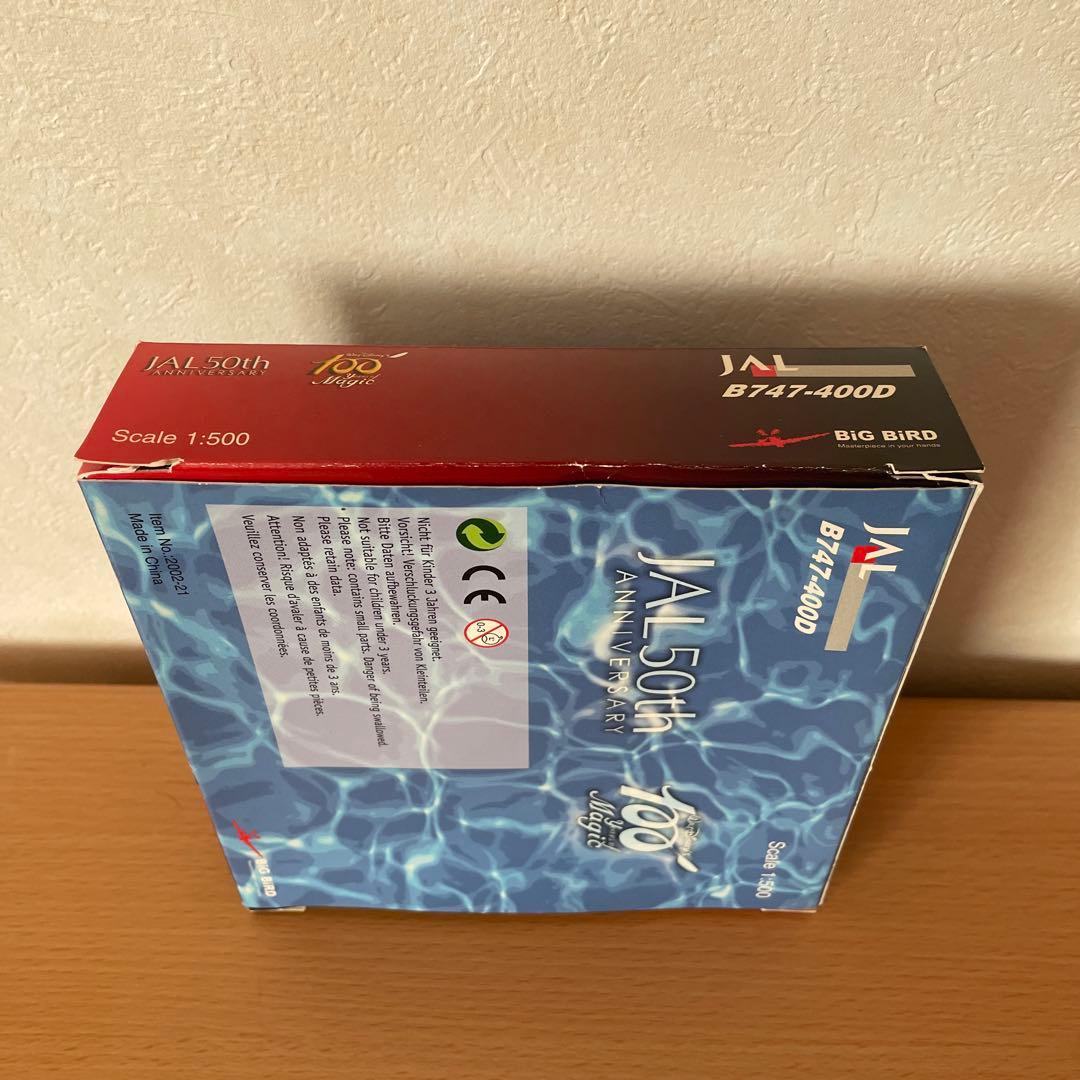 JAL50th
ANNIVERSARY
Walt Disney's
100
Years of
Magic
JAL
B747-400D
Scale 1:500
BiG BiRD
Masterpiece in your hands
JAL
B747-400D
JAL50th
ANNIVERSARY
100
Years of
Magic
Scale 1:500
CE
0-3
Nicht für Kinder 3 Jahren geeignet.
Vorsicht! Verschluckungsgefahr von Kleinteilen.
Bitte Daten aufbewahren.
Not suitable for children under 3 years.
• Please note: contains small parts. Danger of being swallowed.
Please retain data.
Non adaptés à des enfants de moins de 3 ans.
Attention! Risque d'avaler à cause de petites pièces.
Veuillez conserver les coordonnées.
Item No.:2002-21
Made in China
BiG BiRD